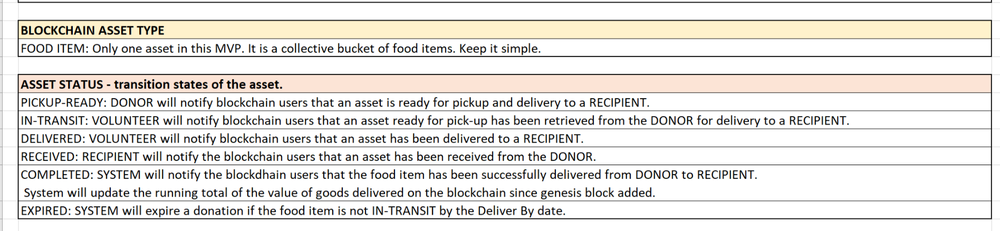 BLOCKCHAIN ASSET TYPE
FOOD ITEM: Only one asset in this MVP. It is a collective bucket of food items. Keep it simple.
ASSET STATUS - transition states of the asset.
PICKUP-READY: DONOR will notify blockchain users that an asset is ready for pickup and delivery to a RECIPIENT.
IN-TRANSIT: VOLUNTEER will notify blockchain users that an asset ready for pick-up has been retrieved from the DONOR for delivery to a RECIPIENT.
DELIVERED: VOLUNTEER will notify blockchain users that an asset has been delivered to a RECIPIENT.
RECEIVED: RECIPIENT will notify the blockchain users that an asset has been received from the DONOR.
COMPLETED: SYSTEM will notify the blockdhain users that the food item has been successfully delivered from DONOR to RECIPIENT.
System will update the running total of the value of goods delivered on the blockchain since genesis block added.
EXPIRED: SYSTEM will expire a donation if the food item is not IN-TRANSIT by the Deliver By date.